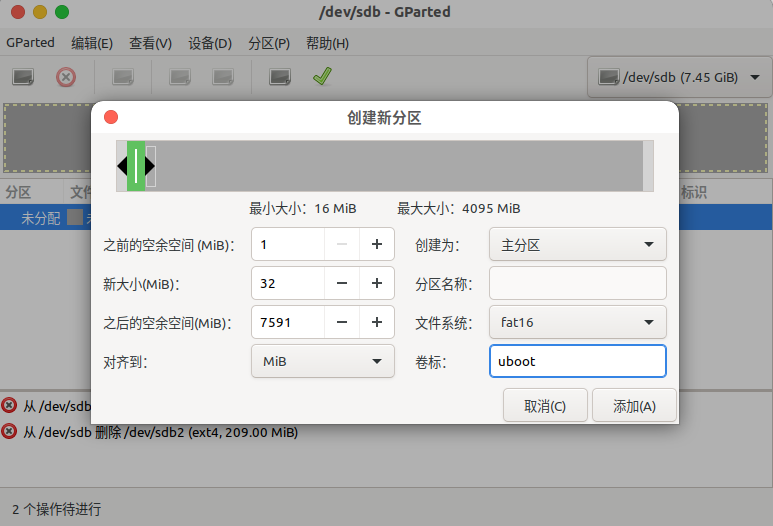 /dev/sdb - GParted
GParted 编辑(E) 查看(V) 设备(D) 分区(P) 帮助(H)
/dev/sdb (7.45 GiB)
创建新分区
分区 文件 标识
未分配
最小大小：16 MiB 最大大小：4095 MiB
之前的空余空间 (MiB)： 1 创建为： 主分区
新大小(MiB)： 32 分区名称：
之后的空余空间(MiB)： 7591 文件系统： fat16
对齐到： MiB 卷标： uboot
取消(C) 添加(A)
从 /dev/sdb
从 /dev/sdb 删除 /dev/sdb2 (ext4, 209.00 MiB)
2 个操作待进行